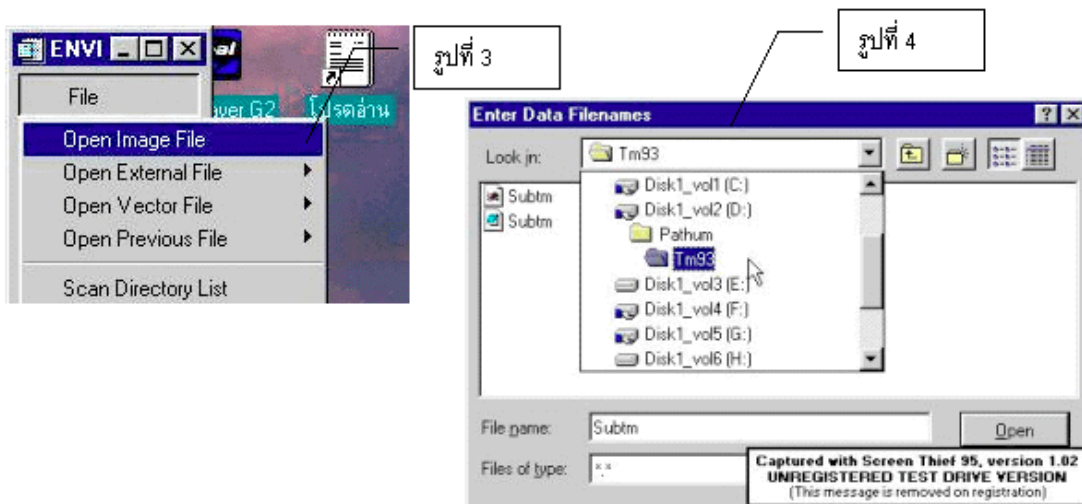 ENVI
File
Open Image File
Open External File
Open Vector File
Open Previous File
Scan Directory List
aver G2
โปรดอ่าน
รูปที่ 3
รูปที่ 4
Enter Data Filenames
Look in:
Tm93
Subtm
Subtm
Disk1_vol1 (C:)
Disk1_vol2 (D:)
Pathum
Tm93
Disk1_vol3 (E:)
Disk1_vol4 (F:)
Disk1_vol5 (G:)
Disk1_vol6 (H:)
File name:
Subtm
Open
Files of type:
*.*
Captured with Screen Thief 95, version 1.02
UNREGISTERED TEST DRIVE VERSION
(This message is removed on registration)